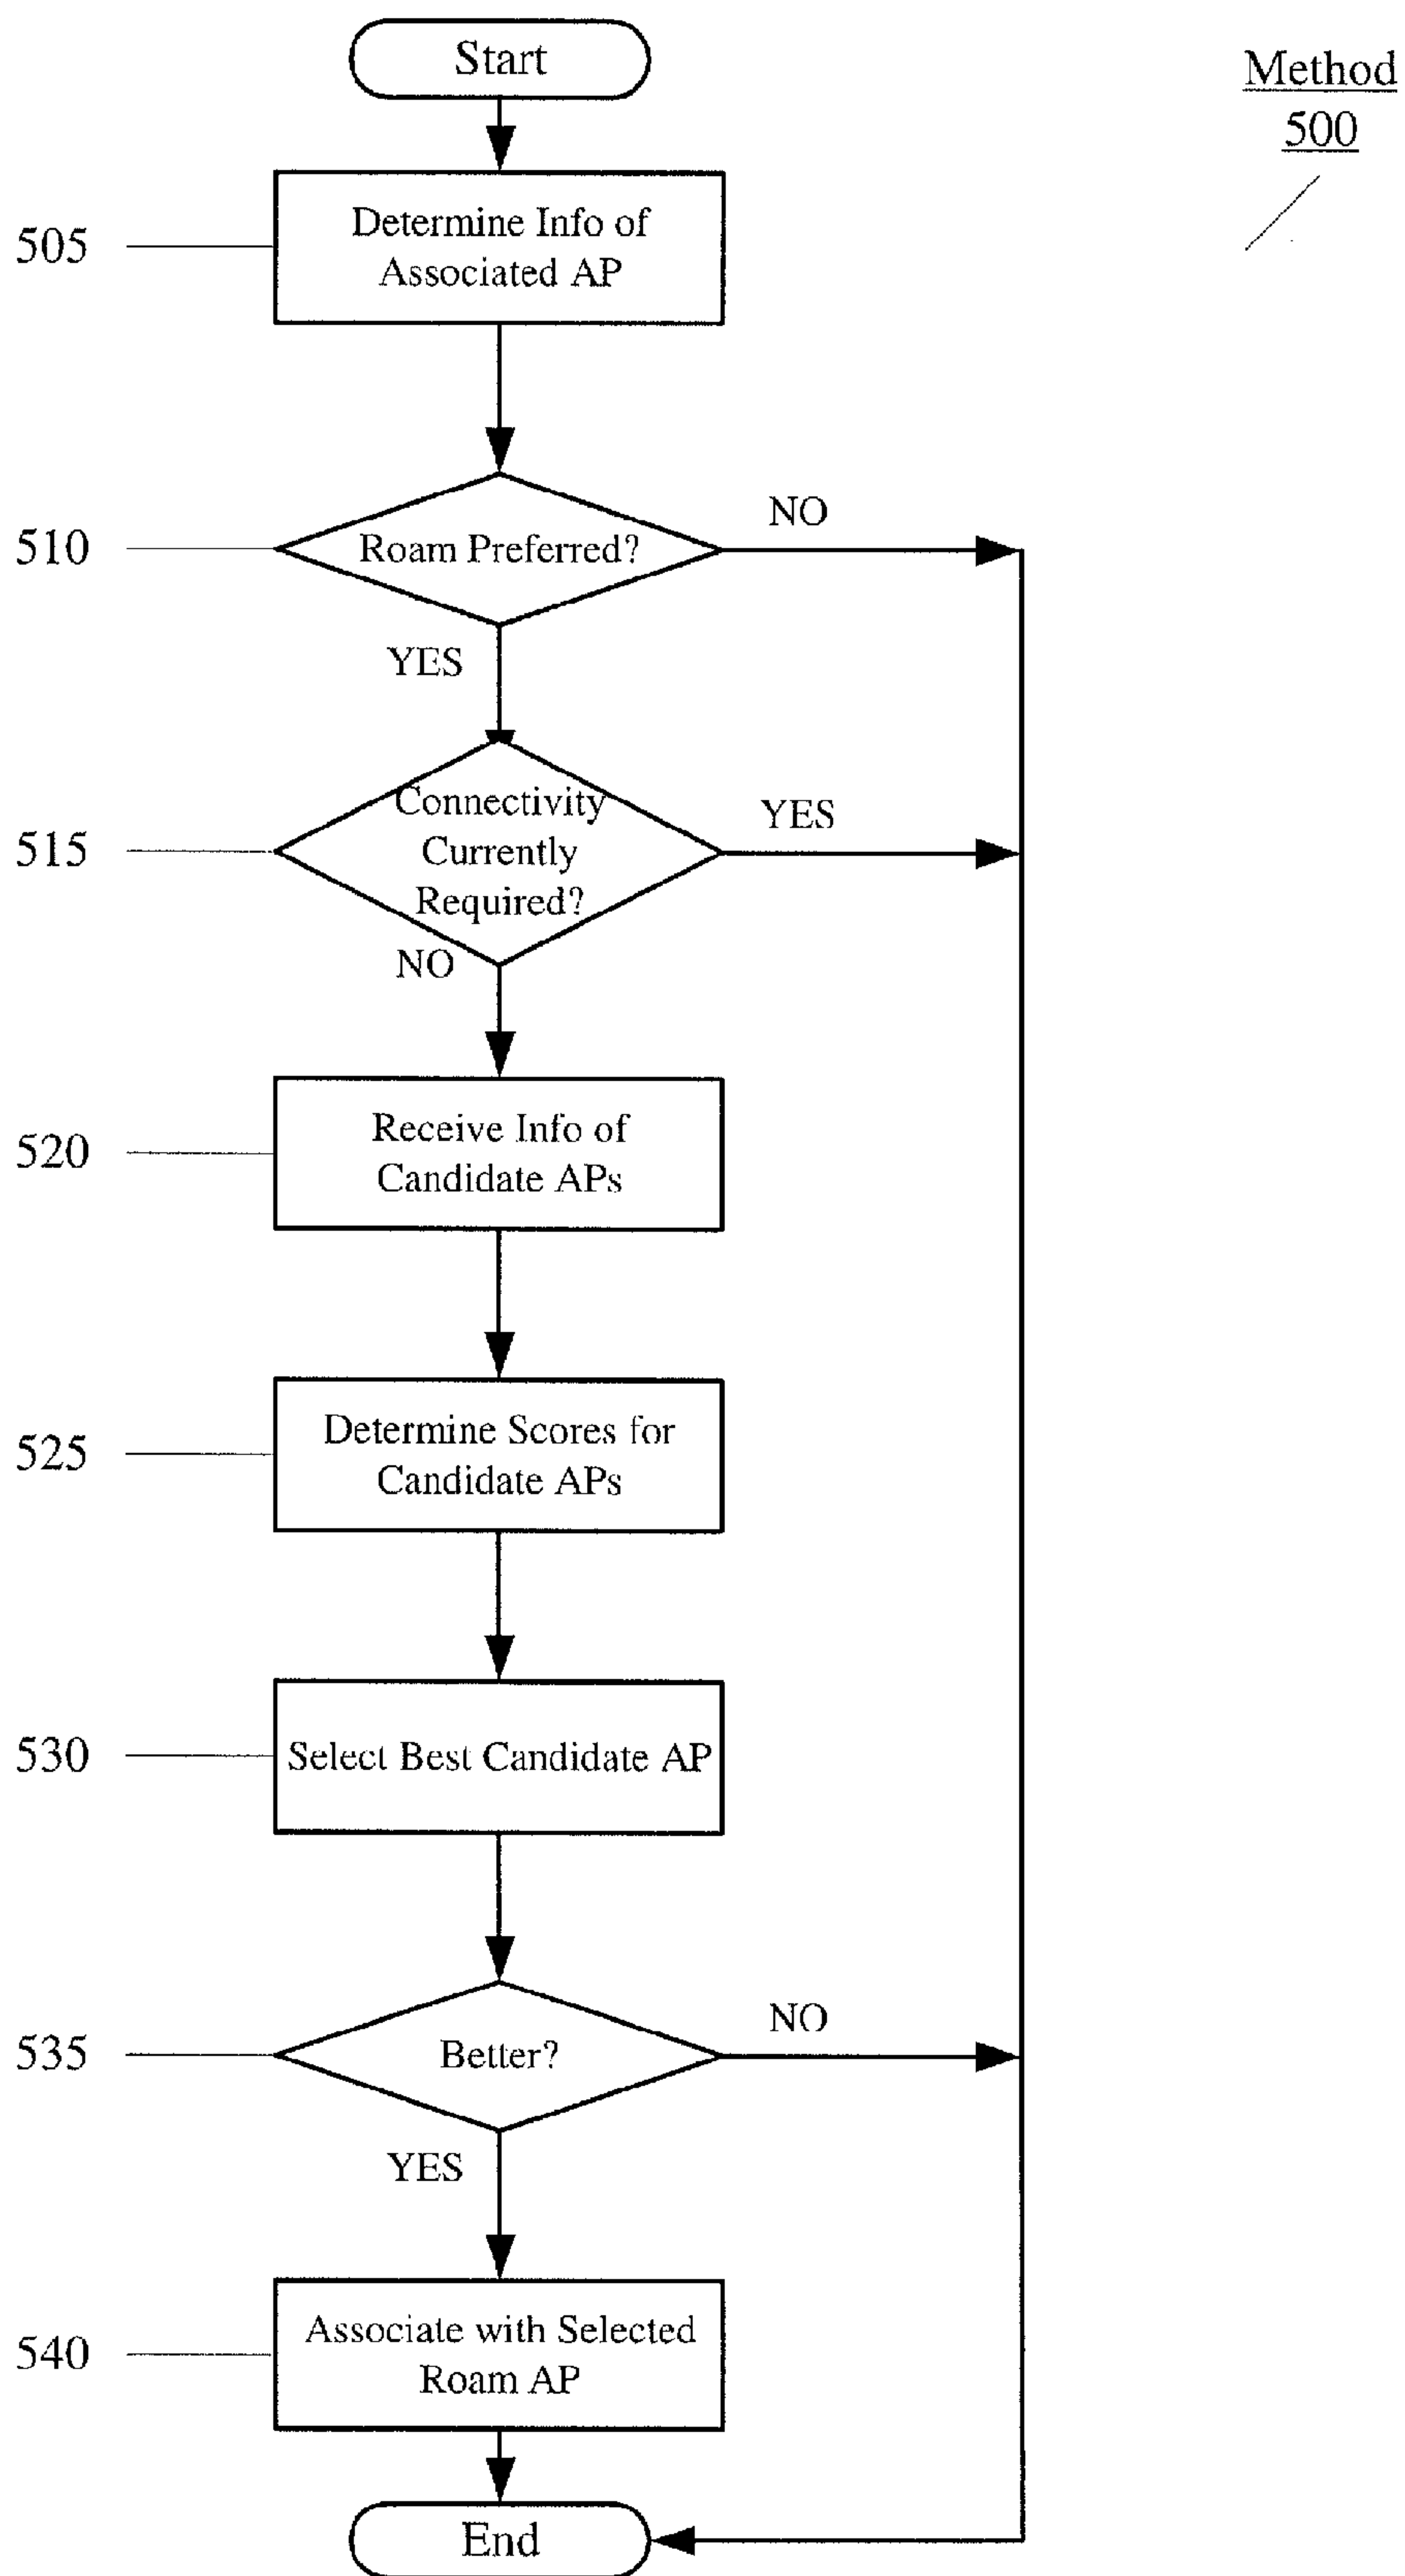 Start
Method
500
505
Determine Info of
Associated AP
510
Roam Preferred?
NO
YES
515
Connectivity
Currently
Required?
YES
NO
520
Receive Info of
Candidate APs
525
Determine Scores for
Candidate APs
530
Select Best Candidate AP
535
Better?
NO
YES
540
Associate with Selected
Roam AP
End